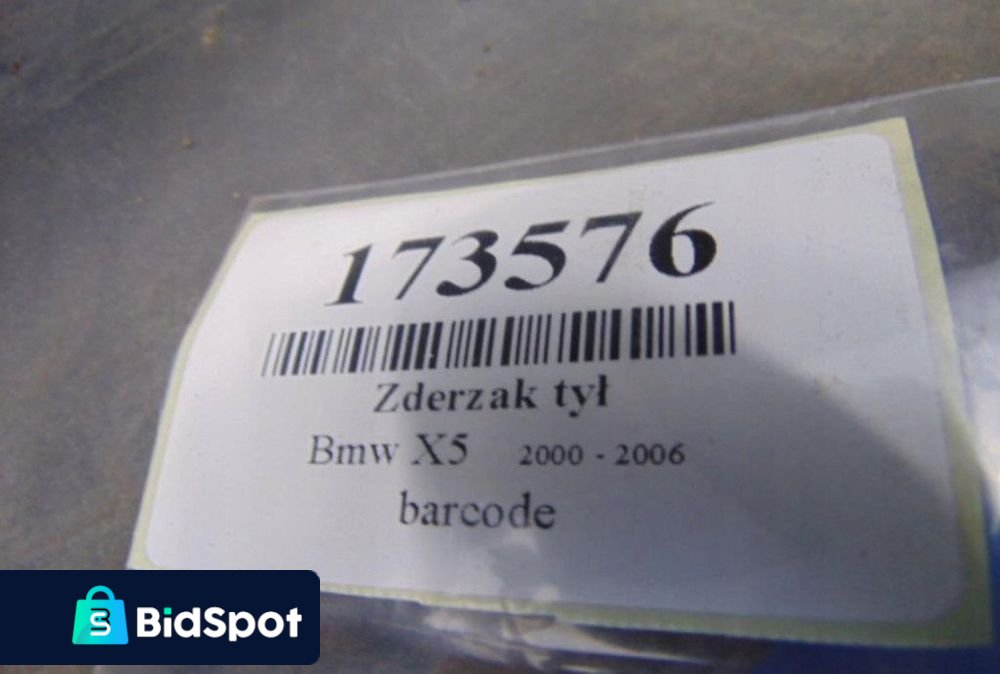 173576
Zderzak tył
Bmw X5 2000 - 2006
barcode
BidSpot